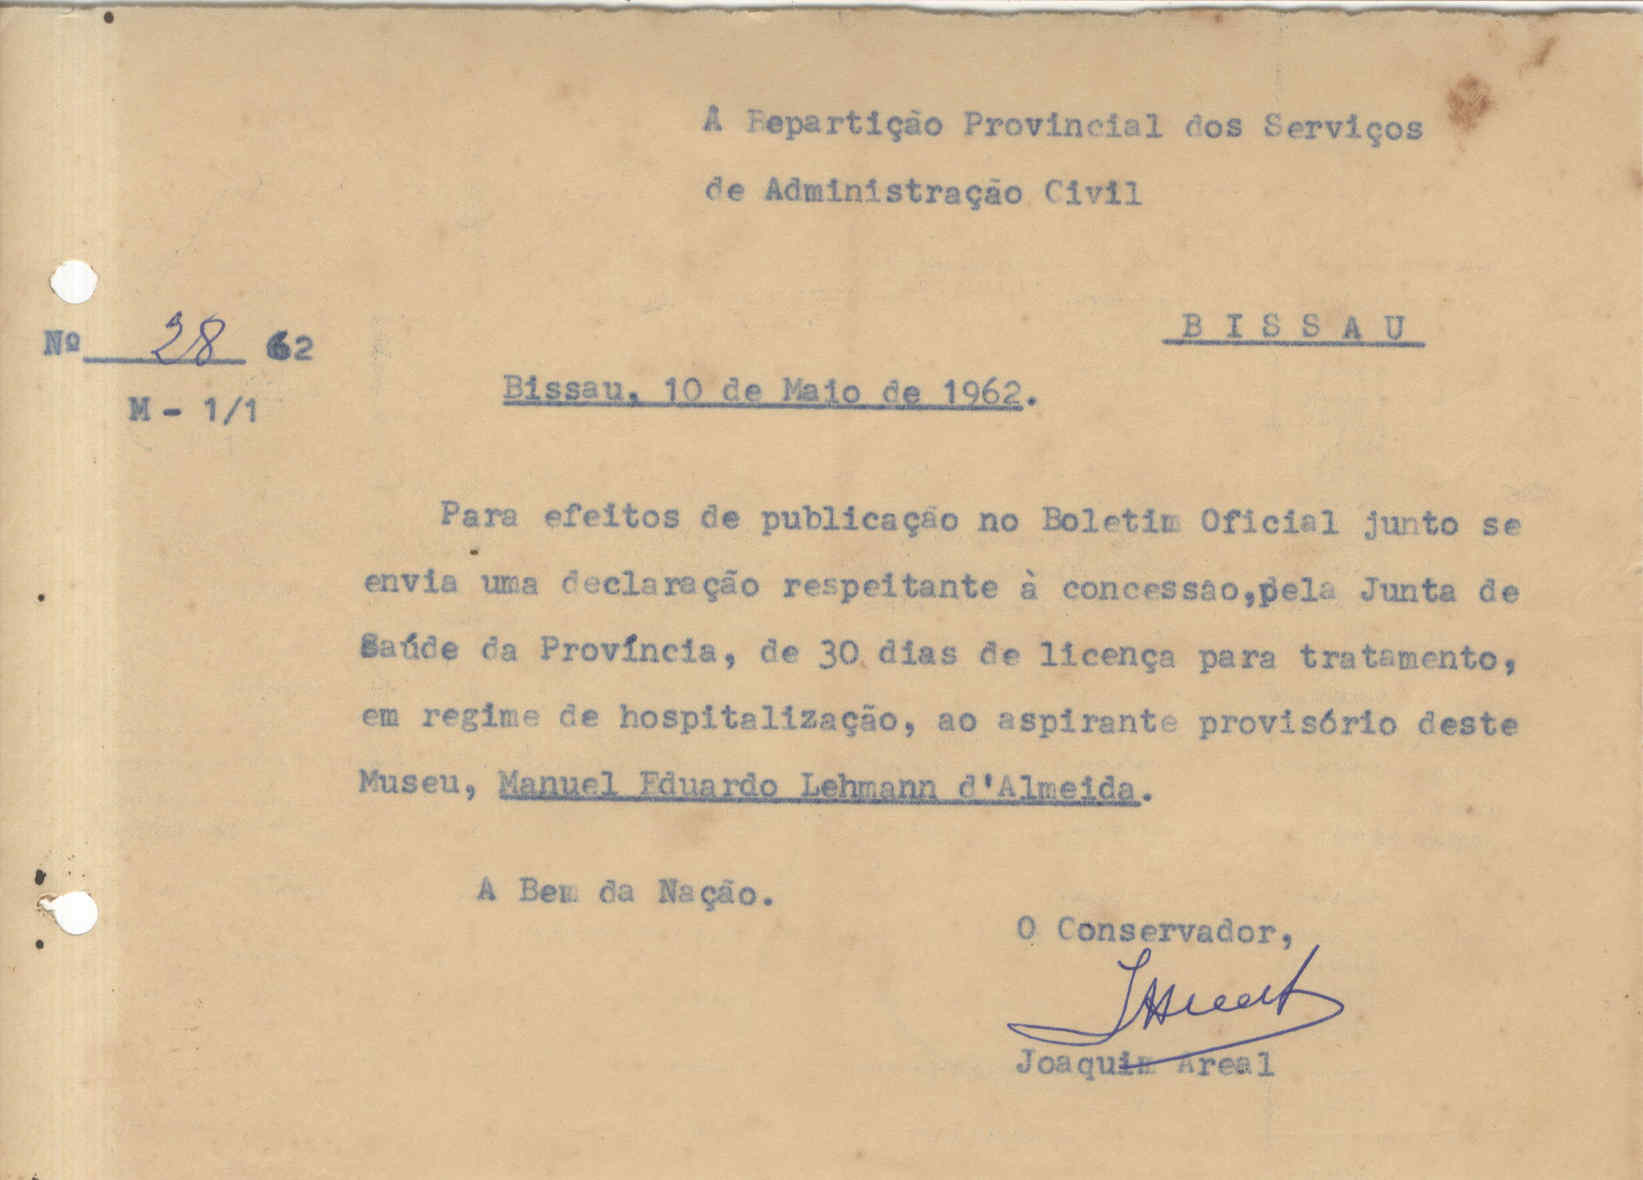 À Repartição Provincial dos Serviços
de Administração Civil
B I S S A U
Nº 28 62
M - 1/1
Bissau, 10 de Maio de 1962.
Para efeitos de publicação no Boletim Oficial junto se
envia uma declaração respeitante à concessão,pela Junta de
Saúde da Província, de 30 dias de licença para tratamento,
em regime de hospitalização, ao aspirante provisório deste
Museu, Manuel Eduardo Lehmann d'Almeida.
A Bem da Nação.
O Conservador,
Joaquim Areal